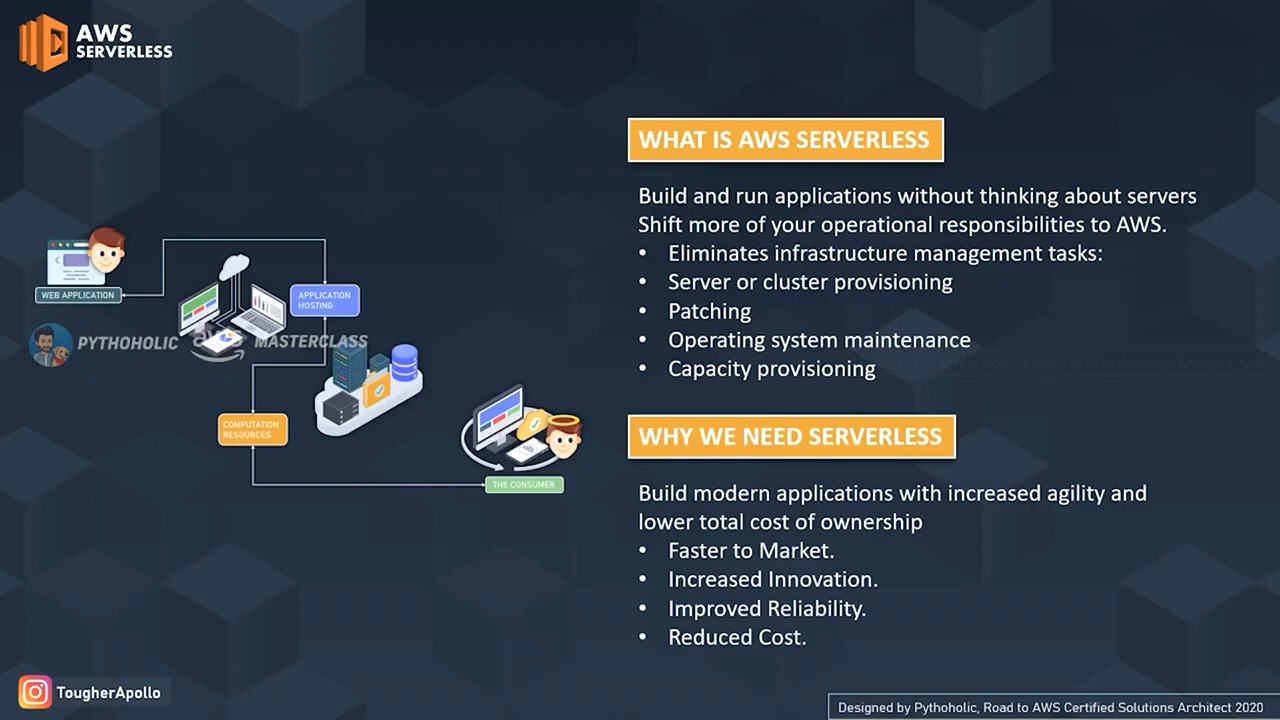 AWS
SERVERLESS
WHAT IS AWS SERVERLESS
Build and run applications without thinking about servers
Shift more of your operational responsibilities to AWS.
• Eliminates infrastructure management tasks:
• Server or cluster provisioning
• Patching
• Operating system maintenance
• Capacity provisioning
WEB APPLICATION
APPLICATION
HOSTING
PYTHOHOLIC aws MASTERCLASS
COMPUTATION
RESOURCES
THE CONSUMER
WHY WE NEED SERVERLESS
Build modern applications with increased agility and
lower total cost of ownership
• Faster to Market.
• Increased Innovation.
• Improved Reliability.
• Reduced Cost.
TougherApollo
Designed by Pythoholic, Road to AWS Certified Solutions Architect 2020